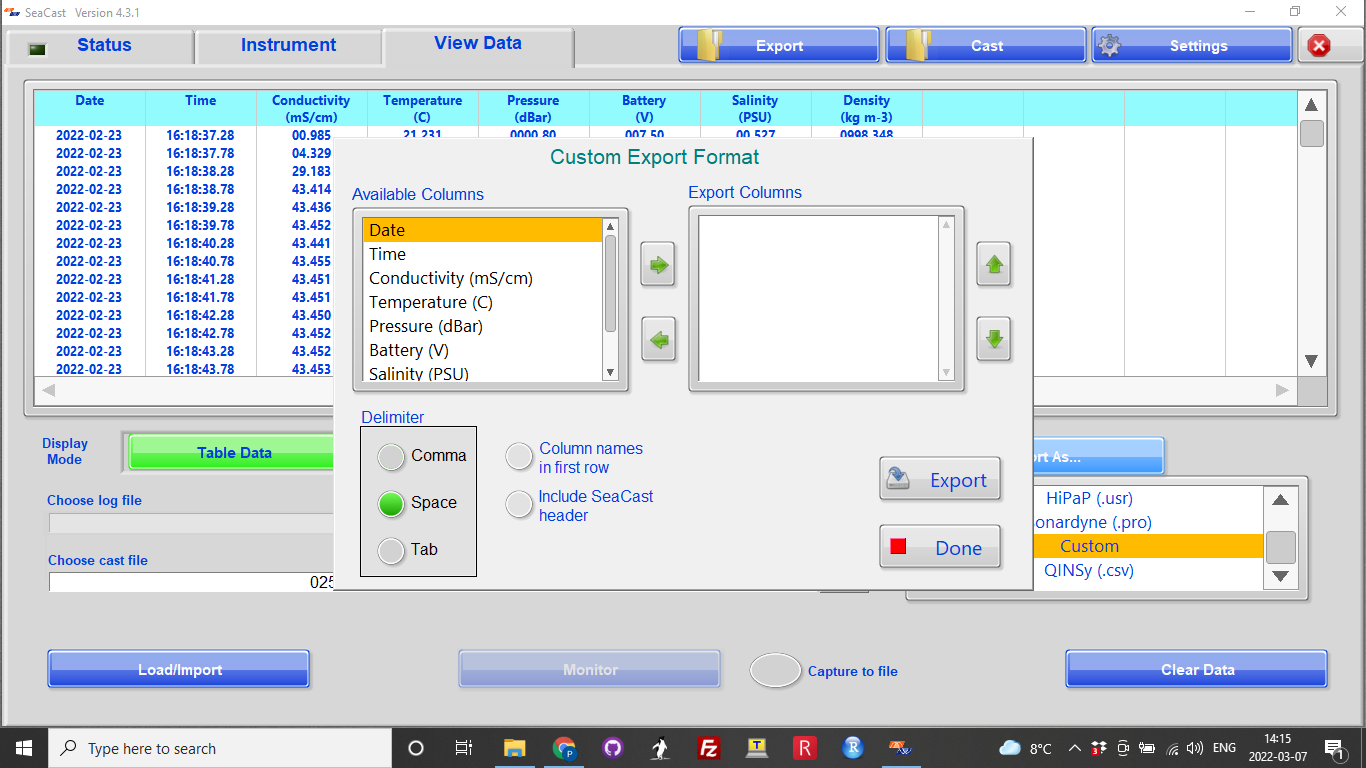 SeaCast Version 4.3.1
Status Instrument View Data Export Cast Settings
Date Time Conductivity (mS/cm) Temperature (C) Pressure (dBar) Battery (V) Salinity (PSU) Density (kg m-3)
2022-02-23 16:18:37.28 00.985 21.231 0000.80 007.50 00.527 0998.348
2022-02-23 16:18:37.78 04.329
2022-02-23 16:18:38.28 29.183
2022-02-23 16:18:38.78 43.414
2022-02-23 16:18:39.28 43.436
2022-02-23 16:18:39.78 43.452
2022-02-23 16:18:40.28 43.441
2022-02-23 16:18:40.78 43.455
2022-02-23 16:18:41.28 43.451
2022-02-23 16:18:41.78 43.451
2022-02-23 16:18:42.28 43.450
2022-02-23 16:18:42.78 43.452
2022-02-23 16:18:43.28 43.452
2022-02-23 16:18:43.78 43.453
Custom Export Format
Available Columns
Date
Time
Conductivity (mS/cm)
Temperature (C)
Pressure (dBar)
Battery (V)
Salinity (PSU)
Export Columns
Delimiter
Comma
Space
Tab
Column names
in first row
Include SeaCast
header
Export
Done
Display
Mode
Table Data
Choose log file
Choose cast file
025
rt As...
HiPaP (.usr)
onardyne (.pro)
Custom
QINSy (.csv)
Load/Import Monitor Capture to file Clear Data
Type here to search
8°C ENG
14:15
2022-03-07
1